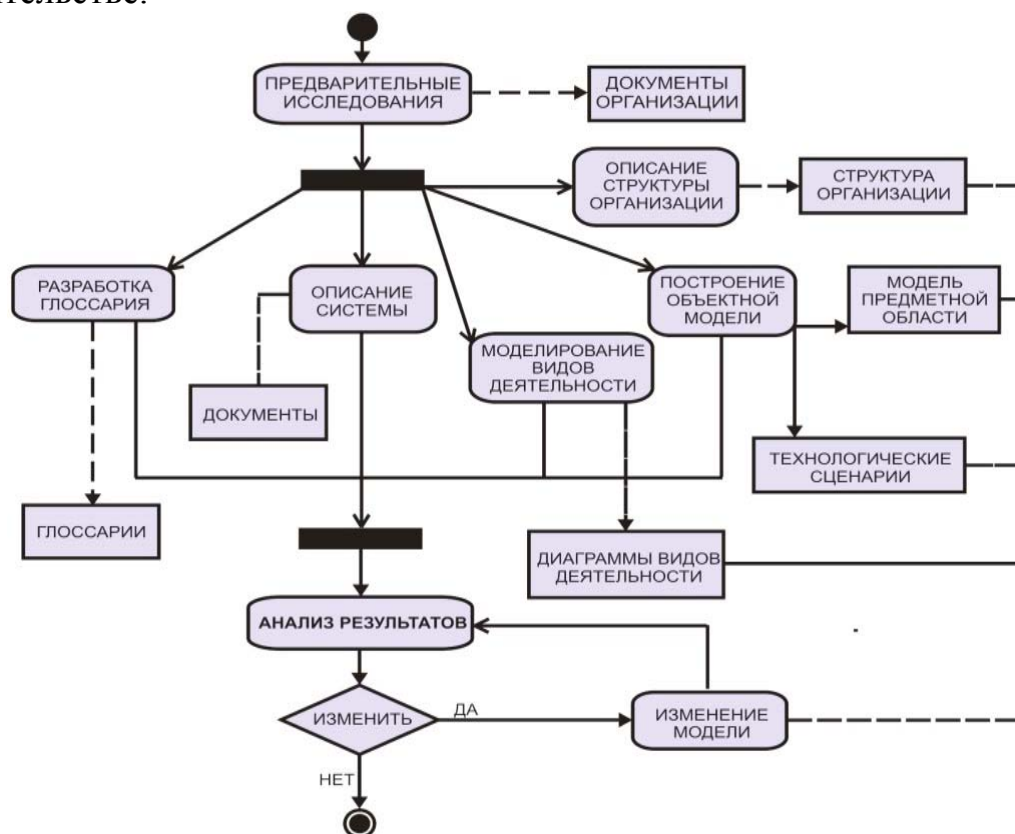 ПРЕДВАРИТЕЛЬНЫЕ
ИССЛЕДОВАНИЯ
ДОКУМЕНТЫ
ОРГАНИЗАЦИИ
ОПИСАНИЕ
СТРУКТУРЫ
ОРГАНИЗАЦИИ
СТРУКТУРА
ОРГАНИЗАЦИИ
РАЗРАБОТКА
ГЛОССАРИЯ
ОПИСАНИЕ
СИСТЕМЫ
ПОСТРОЕНИЕ
ОБЪЕКТНОЙ
МОДЕЛИ
МОДЕЛЬ
ПРЕДМЕТНОЙ
ОБЛАСТИ
МОДЕЛИРОВАНИЕ
ВИДОВ
ДЕЯТЕЛЬНОСТИ
ДОКУМЕНТЫ
ТЕХНОЛОГИЧЕСКИЕ
СЦЕНАРИИ
ГЛОССАРИИ
ДИАГРАММЫ ВИДОВ
ДЕЯТЕЛЬНОСТИ
АНАЛИЗ РЕЗУЛЬТАТОВ
ИЗМЕНИТЬ
ДА
ИЗМЕНЕНИЕ
МОДЕЛИ
НЕТ